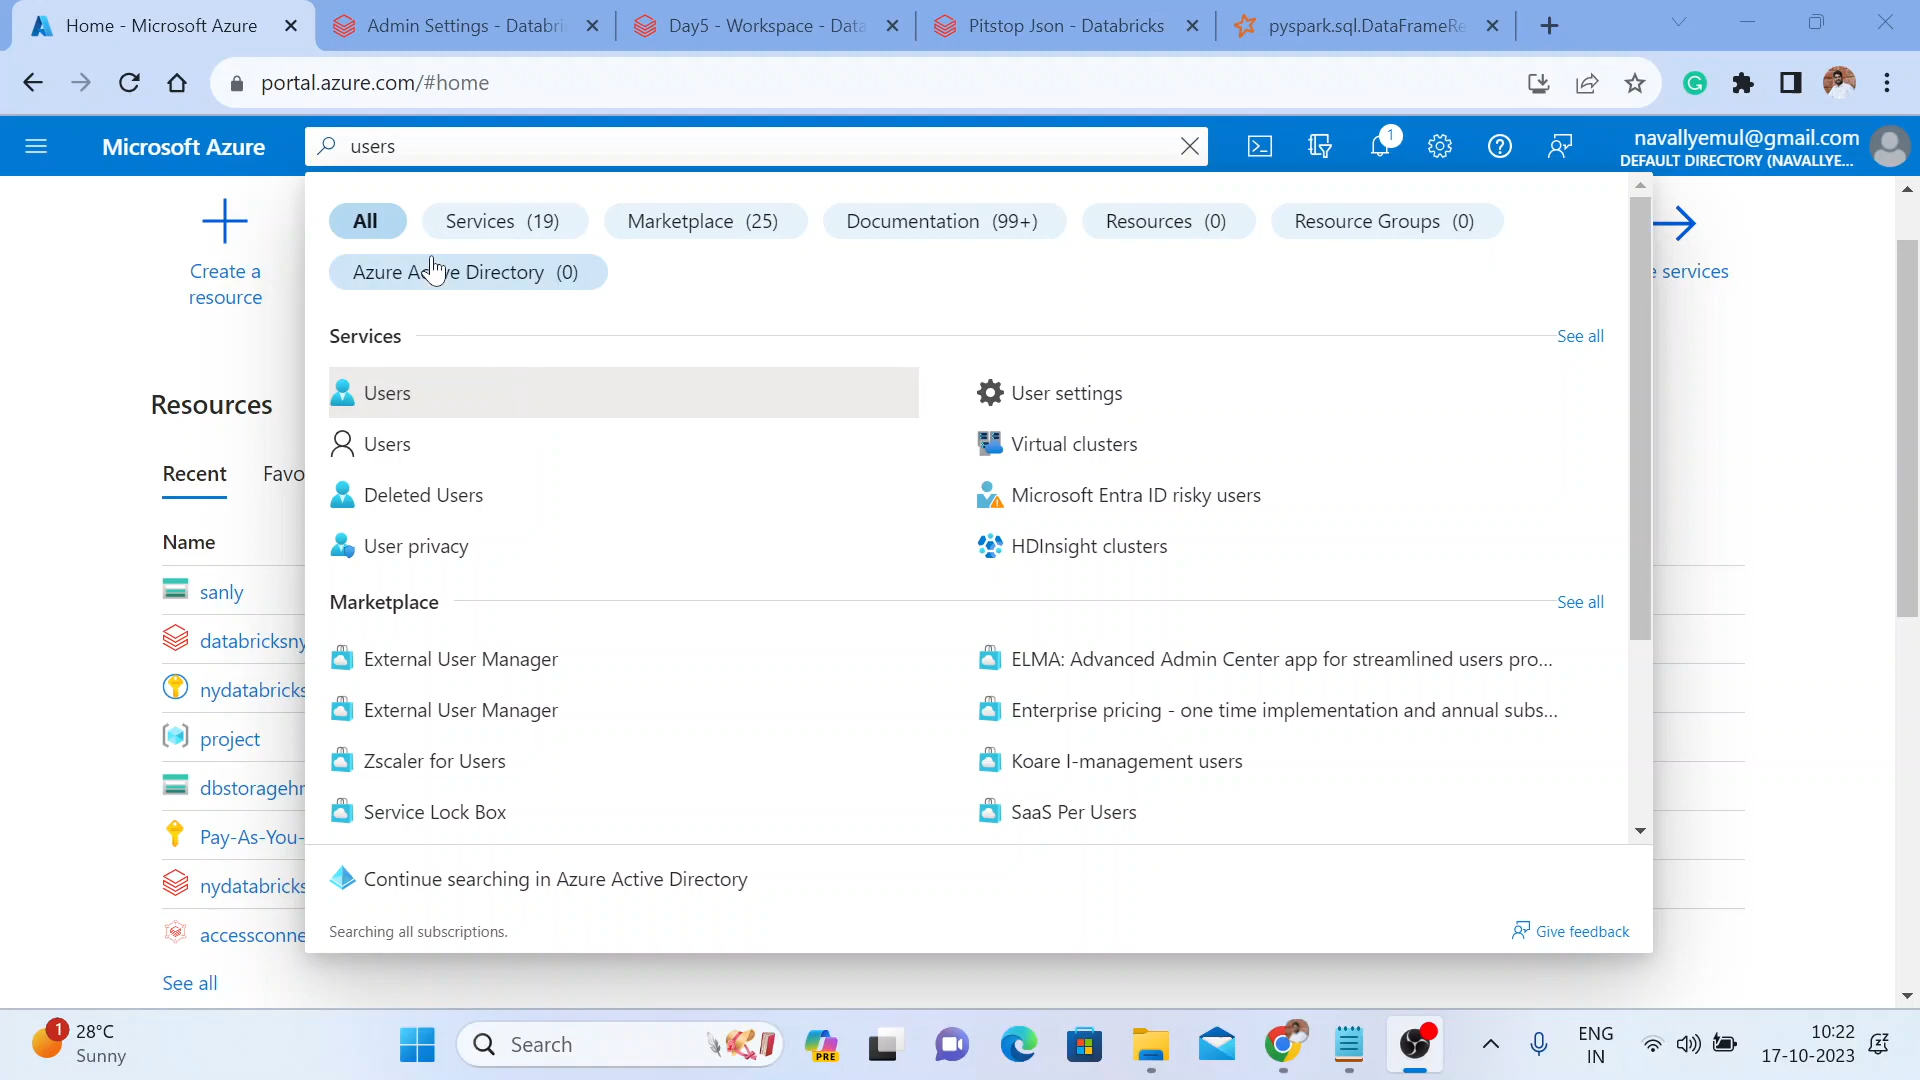 Home - Microsoft Azure
Admin Settings - Databri
Day5 - Workspace - Data
Pitstop Json - Databricks
pyspark.sql.DataFrameRe
portal.azure.com/#home
Microsoft Azure
users
1
navallyemul@gmail.com
DEFAULT DIRECTORY (NAVALLYE...
All
Services (19)
Marketplace (25)
Documentation (99+)
Resources (0)
Resource Groups (0)
Azure Active Directory (0)
Create a
resource
services
Services
See all
Users
User settings
Users
Virtual clusters
Deleted Users
Microsoft Entra ID risky users
User privacy
HDInsight clusters
Marketplace
See all
External User Manager
ELMA: Advanced Admin Center app for streamlined users pro...
External User Manager
Enterprise pricing - one time implementation and annual subs...
Zscaler for Users
Koare I-management users
Service Lock Box
SaaS Per Users
Continue searching in Azure Active Directory
Searching all subscriptions.
Give feedback
Resources
Recent
Favo
Name
sanly
databricksny
nydatabricks
project
dbstoragehr
Pay-As-You-
nydatabricks
accessconne
See all
1
28°C
Sunny
Search
PRE
ENG
IN
10:22
17-10-2023